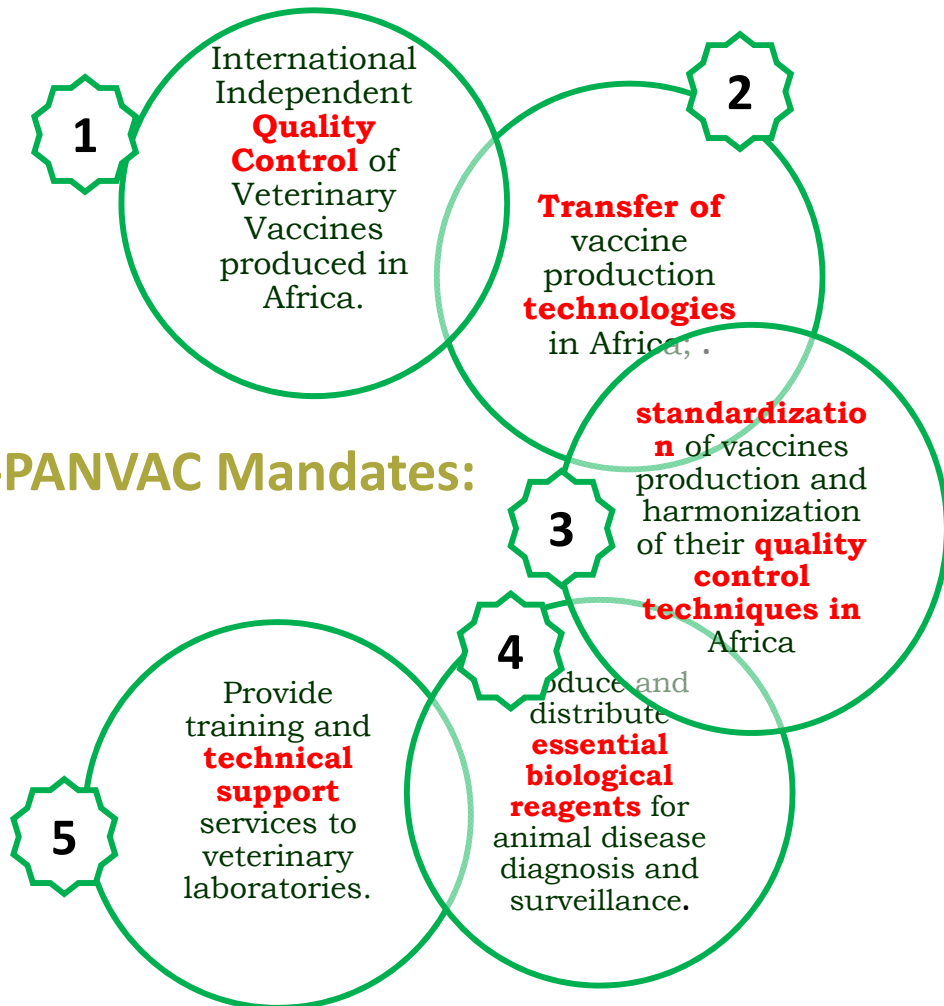 1
International
Independent
Quality
Control of
Veterinary
Vaccines
produced in
Africa.
2
Transfer of
vaccine
production
technologies
in Africa; .
-PANVAC Mandates:
3
standardizatio
n of vaccines
production and
harmonization
of their quality
control
techniques in
Africa
4
oduce and
distribute
essential
biological
reagents for
animal disease
diagnosis and
surveillance.
5
Provide
training and
technical
support
services to
veterinary
laboratories.